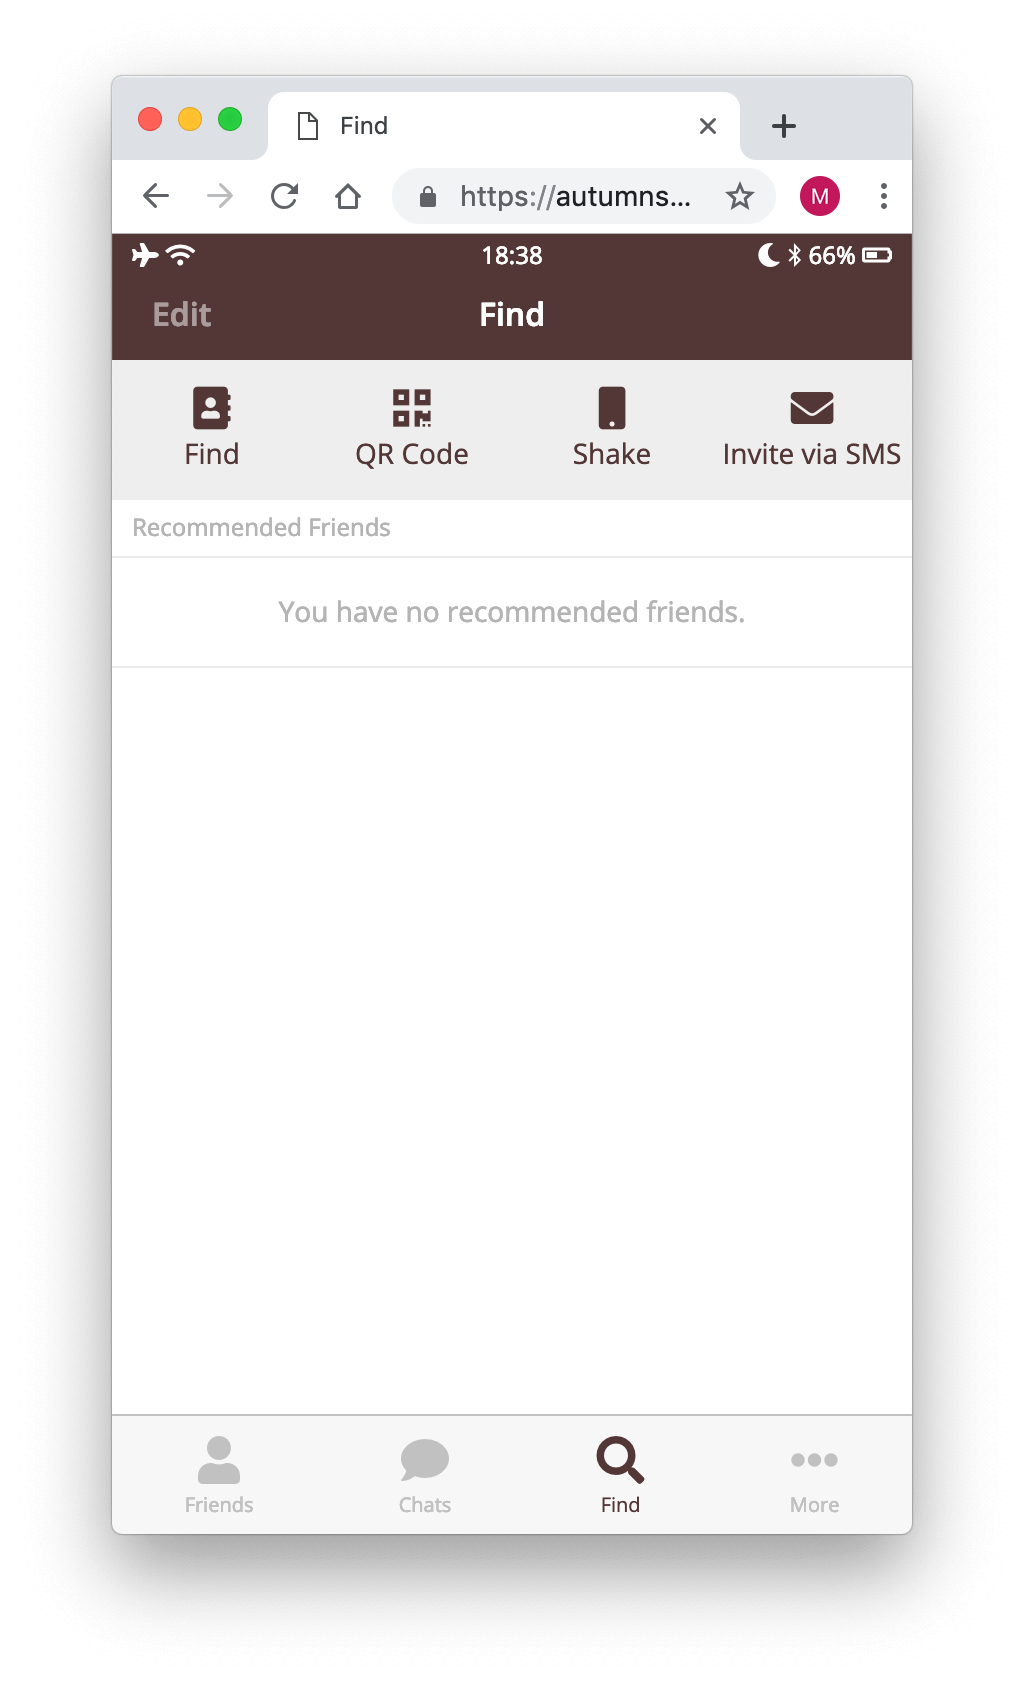 Find
https://autumns...
M
18:38
66%
Edit
Find
Find
QR Code
Shake
Invite via SMS
Recommended Friends
You have no recommended friends.
Friends
Chats
Find
More